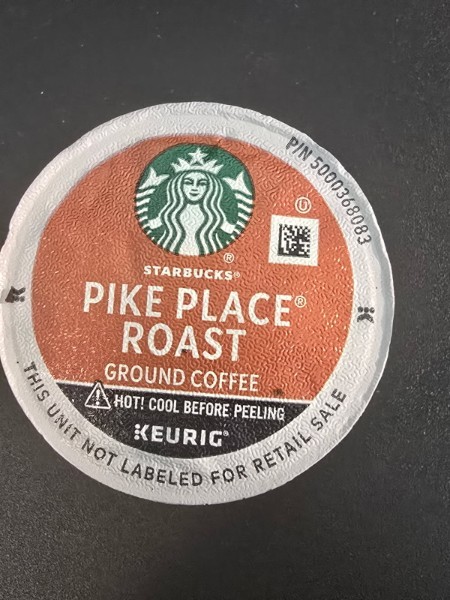 P/N 5000368083
U
®
STARBUCKS®
PIKE PLACE®
ROAST
GROUND COFFEE
HOT! COOL BEFORE PEELING
KEURIG®
THIS UNIT NOT LABELED FOR RETAIL SALE